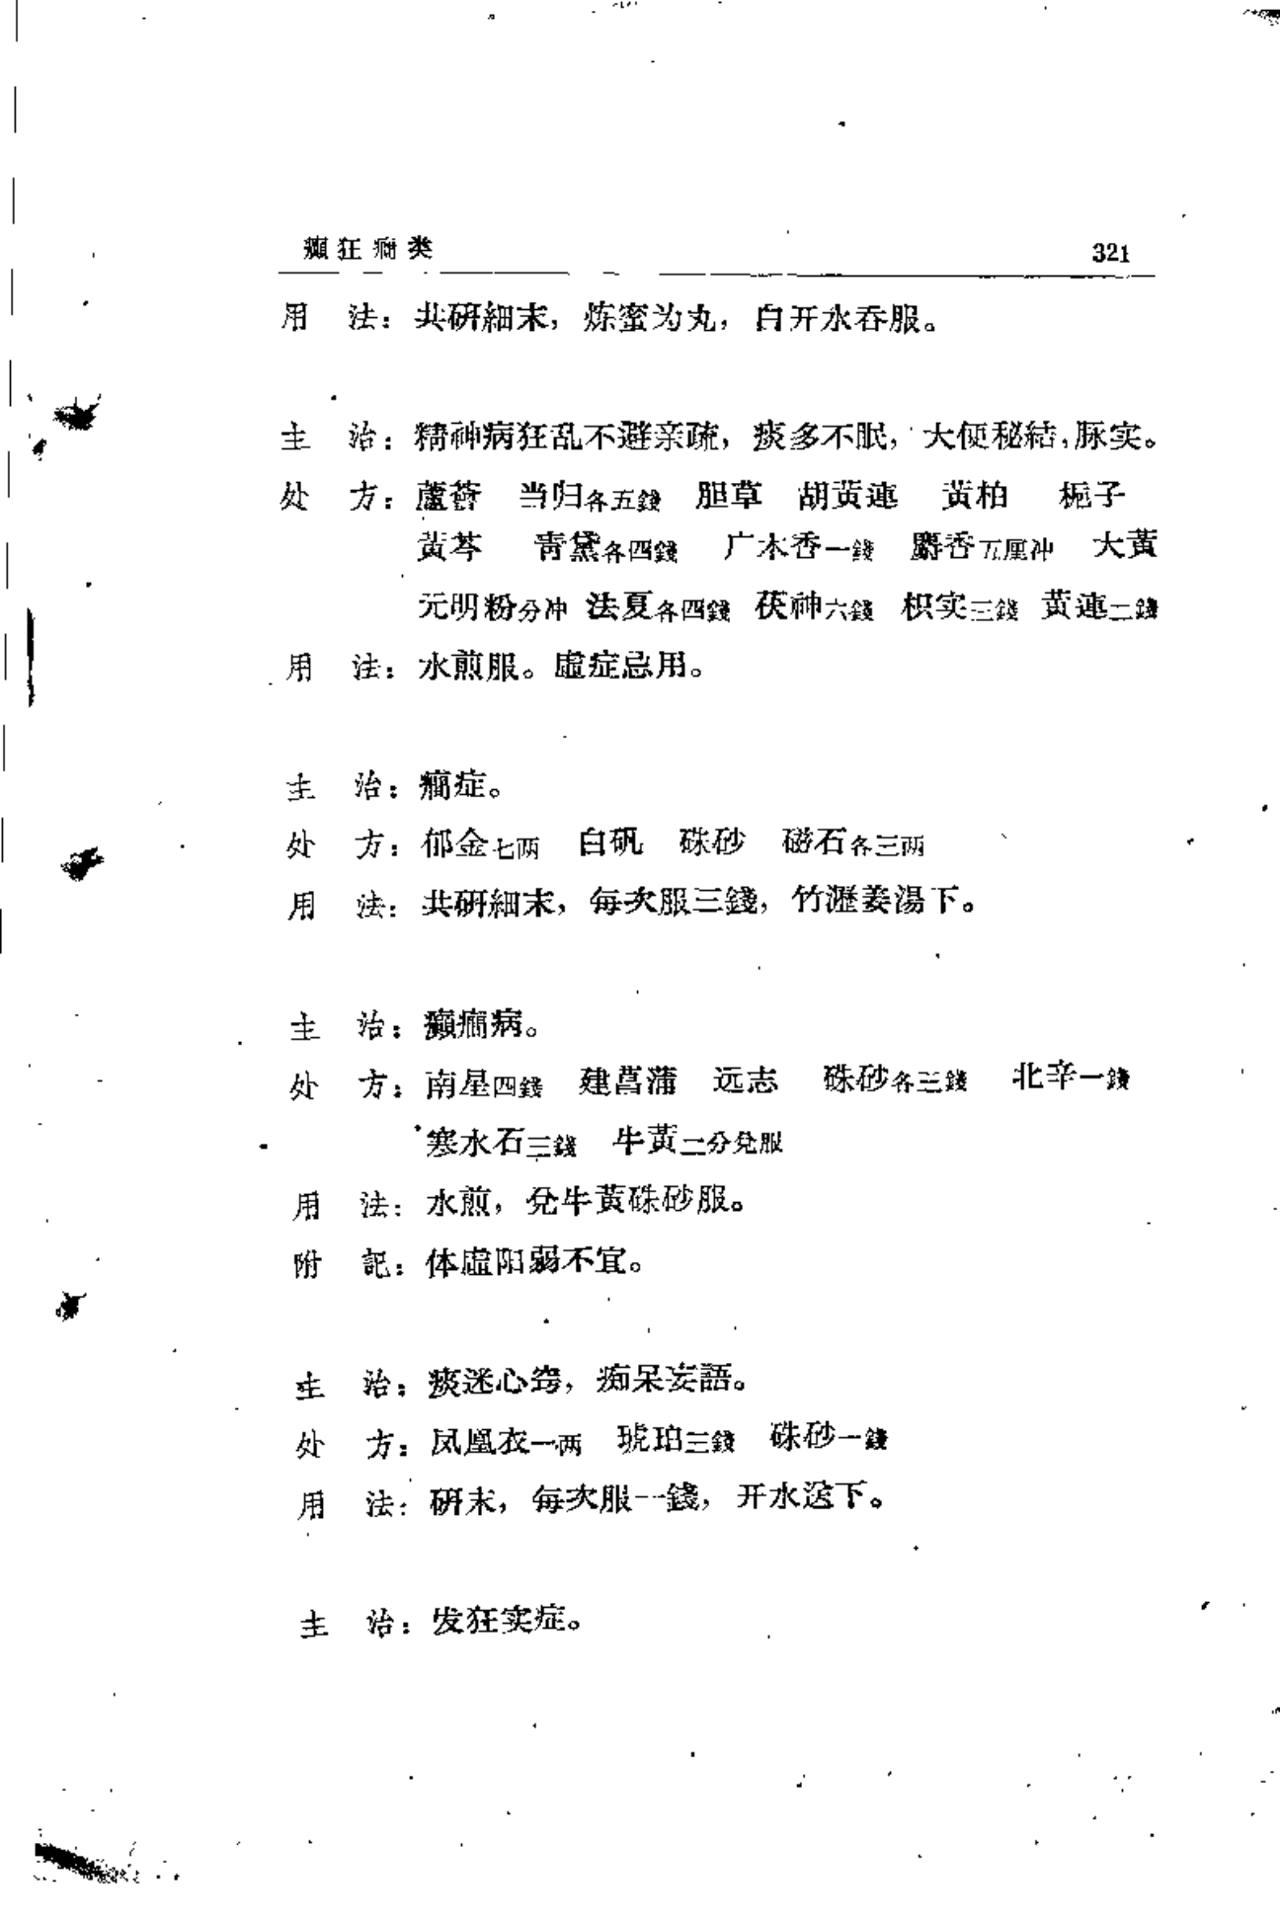 癲狂痫类 321
用　法：共研細末，炼蜜为丸，白开水吞服。
主　治：精神病狂乱不避亲疏，痰多不眠，大便秘結，脉实。
处　方：蘆薈　当归各五錢　胆草　胡黃連　黃柏　栀子
黃芩　青黛各四錢　广木香一錢　麝香五厘冲　大黃
元明粉分冲　法夏各四錢　茯神六錢　枳实三錢　黄連二錢
用　法：水煎服。虛症忌用。
主　治：癎症。
处　方：郁金七两　白矾　硃砂　磁石各三两
用　法：共研細末，每次服三錢，竹瀝姜湯下。
主　治：癲癎病。
处　方：南星四錢　建菖蒲　远志　硃砂各三錢　北辛一錢
寒水石三錢　牛黃二分兌服
用　法：水煎，兌牛黃硃砂服。
附　記：体虛阳弱不宜。
主　治：痰迷心窍，痴呆妄語。
处　方：凤凰衣一两　琥珀三錢　硃砂一錢
用　法：研末，每次服一錢，开水送下。
主　治：发狂实症。